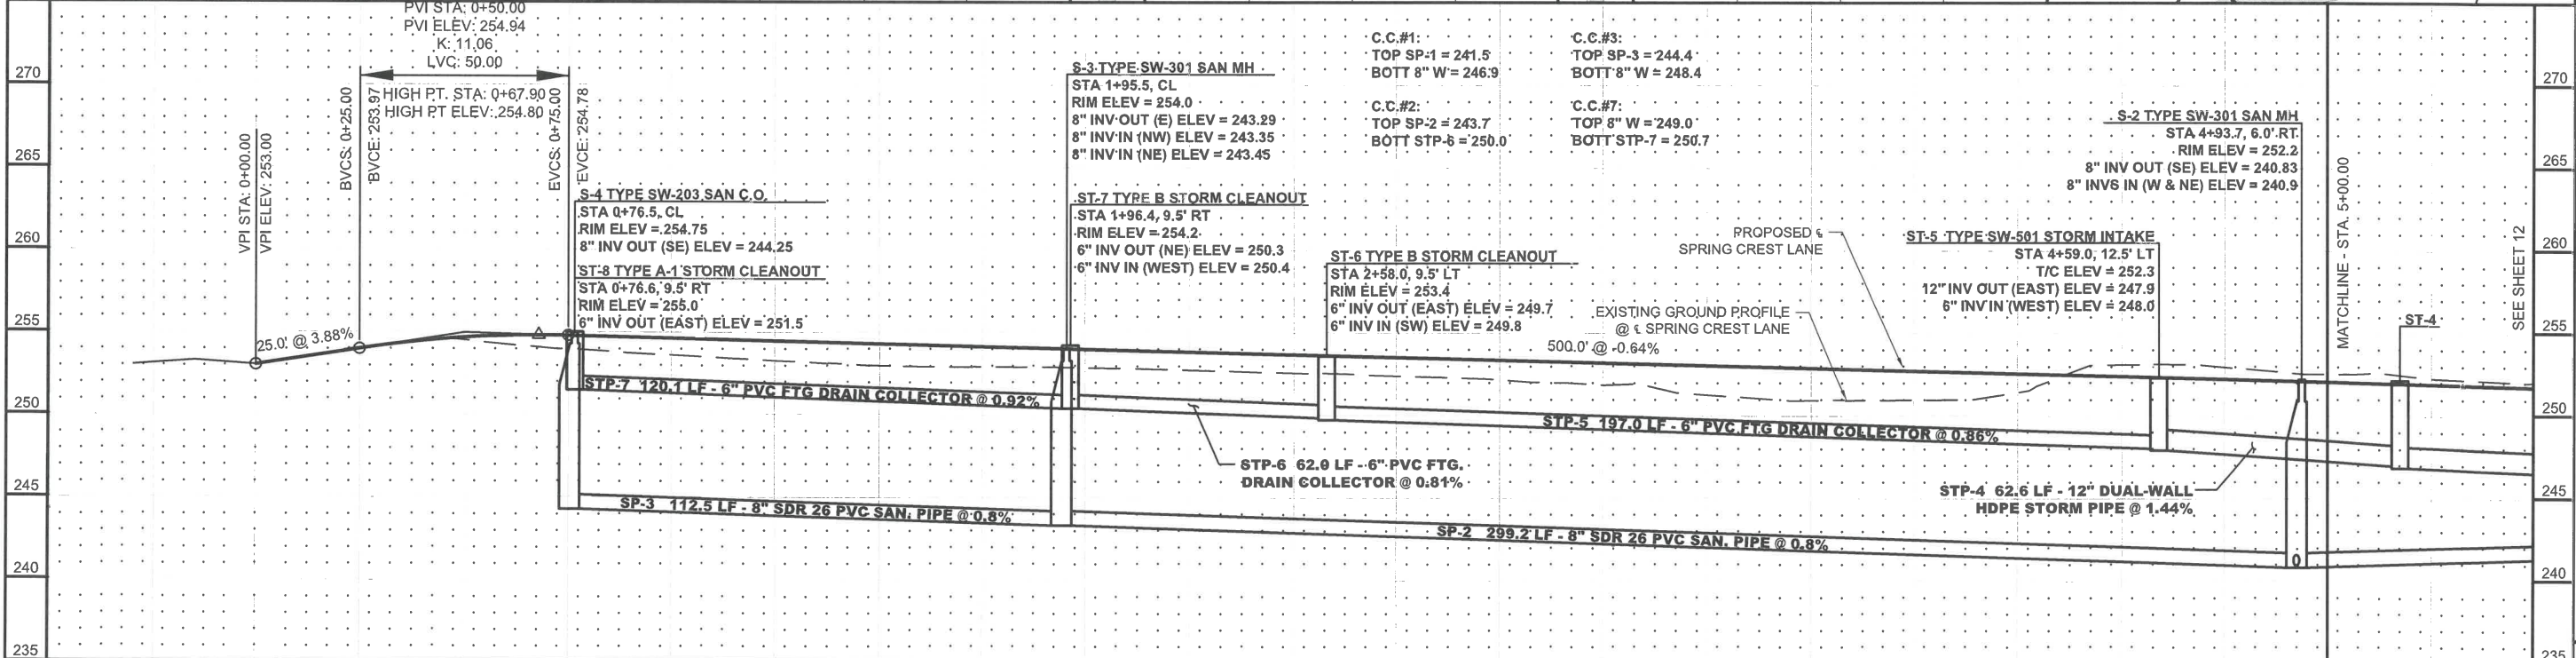 PVI STA: 0+50.00
PVI ELEV: 254.94
K: 11.06
LVC: 50.00
HIGH PT. STA: 0+67.90
HIGH PT ELEV: 254.80
VPI STA: 0+00.00
VPI ELEV: 253.00
BVCS: 0+25.00
BVCE: 253.97
EVCS: 0+75.00
EVCE: 254.78
25.0' @ 3.88%
S-4 TYPE SW-203 SAN C.O.
STA 0+76.5, CL
RIM ELEV = 254.75
8" INV OUT (SE) ELEV = 244.25
ST-8 TYPE A-1 STORM CLEANOUT
STA 0+76.6, 9.5' RT
RIM ELEV = 255.0
6" INV OUT (EAST) ELEV = 251.5
S-3 TYPE SW-301 SAN MH
STA 1+95.5, CL
RIM ELEV = 254.0
8" INV OUT (E) ELEV = 243.29
8" INV IN (NW) ELEV = 243.35
8" INV IN (NE) ELEV = 243.45
ST-7 TYPE B STORM CLEANOUT
STA 1+96.4, 9.5' RT
RIM ELEV = 254.2
6" INV OUT (NE) ELEV = 250.3
6" INV IN (WEST) ELEV = 250.4
C.C.#1:
TOP SP-1 = 241.5
BOTT 8" W = 246.9
C.C.#2:
TOP SP-2 = 243.7
BOTT STP-6 = 250.0
C.C.#3:
TOP SP-3 = 244.4
BOTT 8" W = 248.4
C.C.#7:
TOP 8" W = 249.0
BOTT STP-7 = 250.7
ST-6 TYPE B STORM CLEANOUT
STA 2+58.0, 9.5' LT
RIM ELEV = 253.4
6" INV OUT (EAST) ELEV = 249.7
6" INV IN (SW) ELEV = 249.8
PROPOSED ℄
SPRING CREST LANE
EXISTING GROUND PROFILE
@ ℄ SPRING CREST LANE
500.0' @ -0.64%
S-2 TYPE SW-301 SAN MH
STA 4+93.7, 6.0' RT
RIM ELEV = 252.2
8" INV OUT (SE) ELEV = 240.83
8" INVS IN (W & NE) ELEV = 240.9
ST-5 TYPE SW-501 STORM INTAKE
STA 4+59.0, 12.5' LT
T/C ELEV = 252.3
12" INV OUT (EAST) ELEV = 247.9
6" INV IN (WEST) ELEV = 248.0
MATCHLINE - STA. 5+00.00
SEE SHEET 12
ST-4
STP-7 120.1 LF - 6" PVC FTG DRAIN COLLECTOR @ 0.92%
STP-6 62.0 LF - 6" PVC FTG.
DRAIN COLLECTOR @ 0.81%
STP-5 197.0 LF - 6" PVC FTG DRAIN COLLECTOR @ 0.86%
STP-4 62.6 LF - 12" DUAL-WALL
HDPE STORM PIPE @ 1.44%
SP-3 112.5 LF - 8" SDR 26 PVC SAN. PIPE @ 0.8%
SP-2 299.2 LF - 8" SDR 26 PVC SAN. PIPE @ 0.8%
270
265
260
255
250
245
240
235
270
265
260
255
250
245
240
235